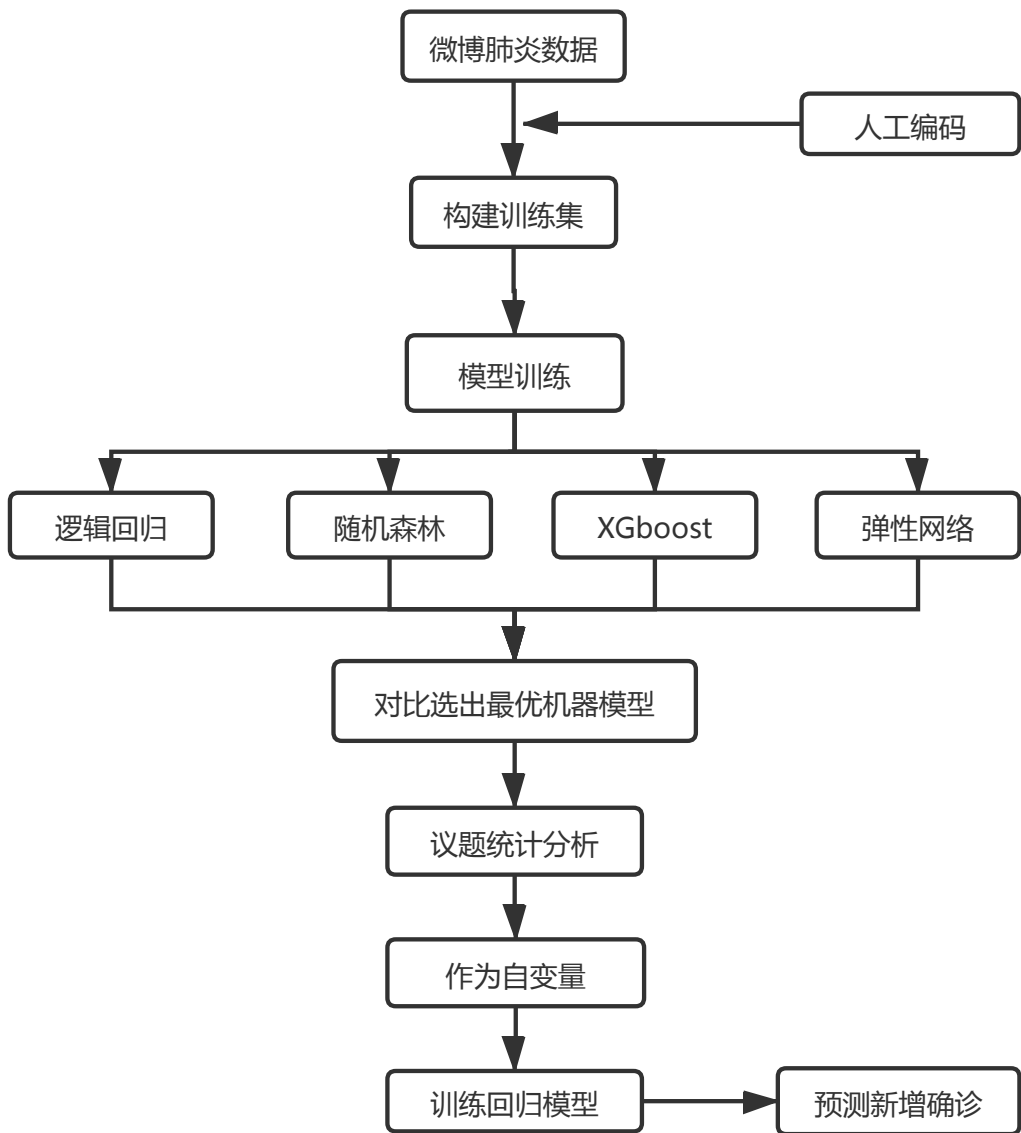 微博肺炎数据
人工编码
构建训练集
模型训练
逻辑回归
随机森林
XGboost
弹性网络
对比选出最优机器模型
议题统计分析
作为自变量
训练回归模型
预测新增确诊